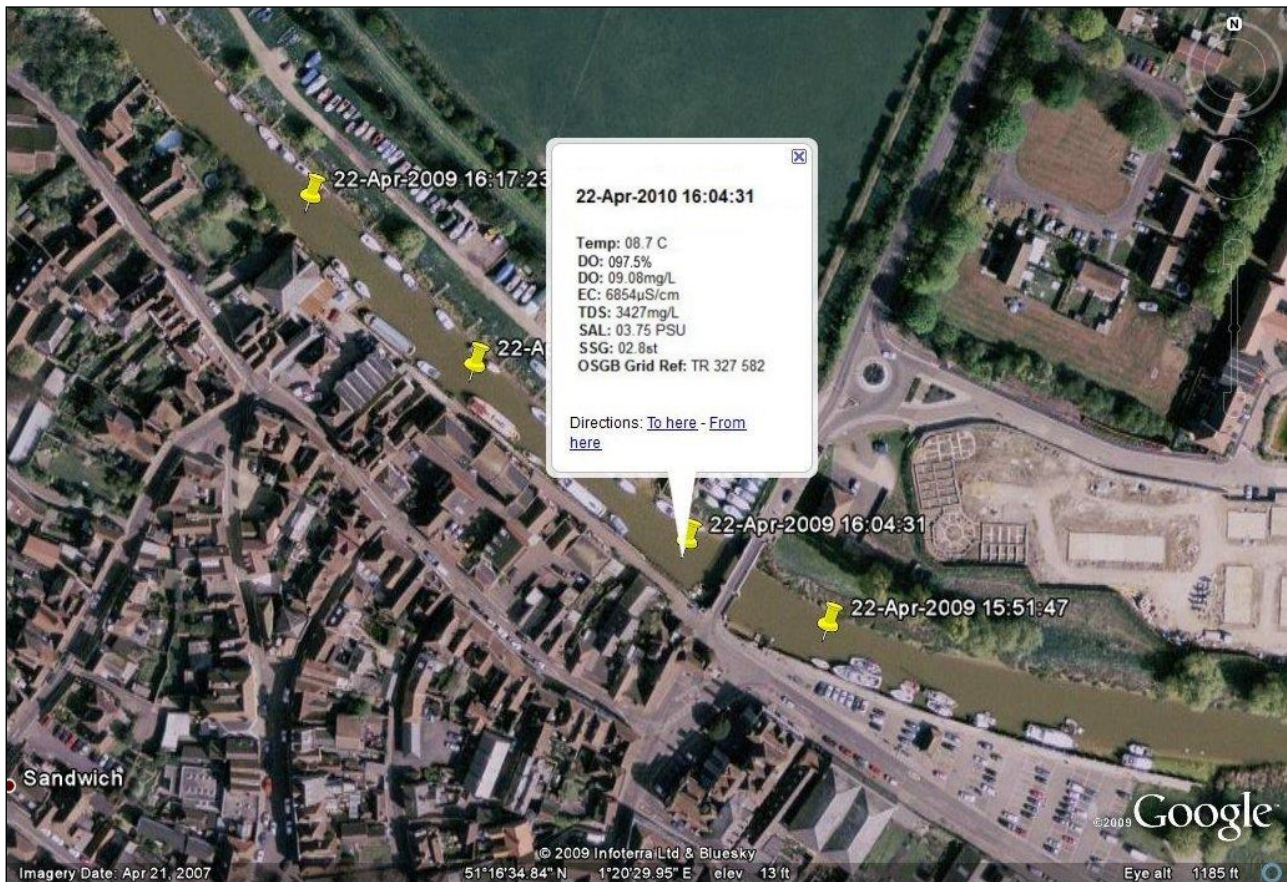 N
22-Apr-2009 16:17:23
22-A
22-Apr-2010 16:04:31
Temp: 08.7 C
DO: 097.5%
DO: 09.08mg/L
EC: 6854µS/cm
TDS: 3427mg/L
SAL: 03.75 PSU
SSG: 02.8st
OSGB Grid Ref: TR 327 582
Directions: To here - From
here
22-Apr-2009 16:04:31
22-Apr-2009 15:51:47
Sandwich
©2009 Google
© 2009 Infoterra Ltd & Bluesky
Imagery Date: Apr 21, 2007 51°16'34.84" N 1°20'29.95" E elev 13 ft Eye alt 1185 ft